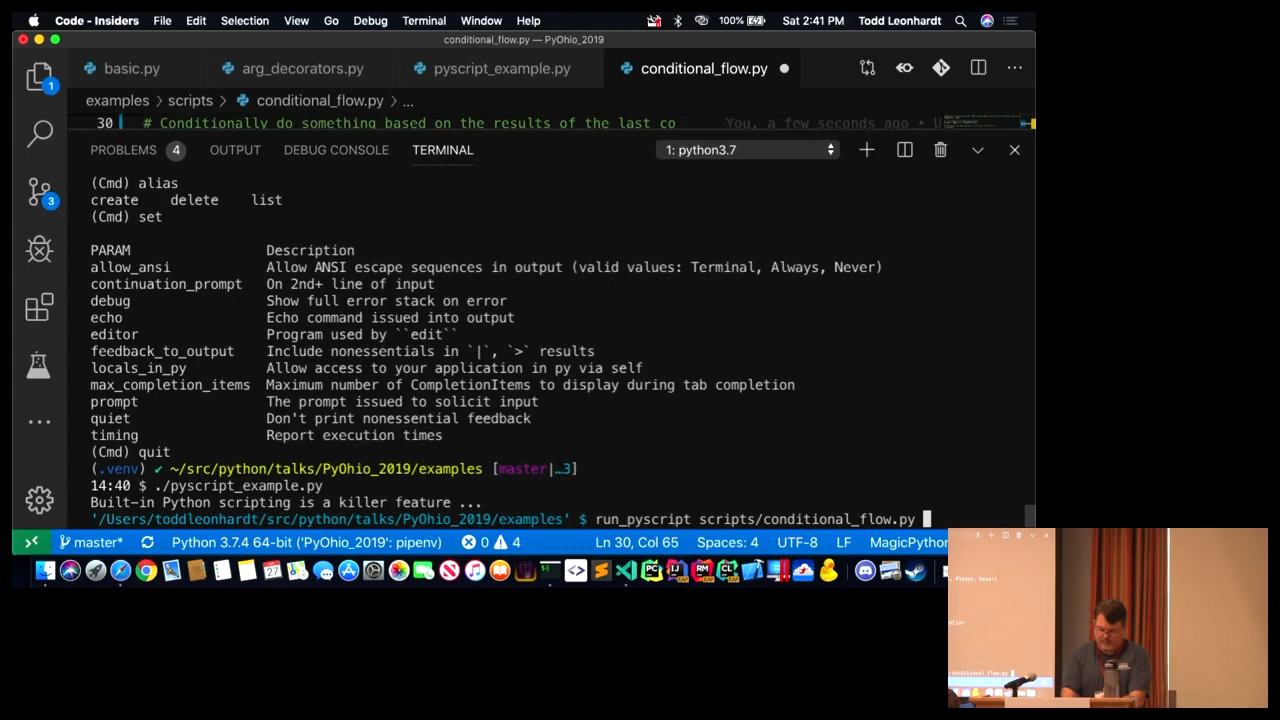 Code - Insiders File Edit Selection View Go Debug Terminal Window Help 100% Sat 2:41 PM Todd Leonhardt
conditional_flow.py — PyOhio_2019
basic.py arg_decorators.py pyscript_example.py conditional_flow.py
examples > scripts > conditional_flow.py > ...
30 # Conditionally do something based on the results of the last co You, a few seconds ago • U
PROBLEMS 4 OUTPUT DEBUG CONSOLE TERMINAL 1: python3.7
(Cmd) alias
create delete list
(Cmd) set
PARAM Description
allow_ansi Allow ANSI escape sequences in output (valid values: Terminal, Always, Never)
continuation_prompt On 2nd+ line of input
debug Show full error stack on error
echo Echo command issued into output
editor Program used by ``edit``
feedback_to_output Include nonessentials in `|`, `>` results
locals_in_py Allow access to your application in py via self
max_completion_items Maximum number of CompletionItems to display during tab completion
prompt The prompt issued to solicit input
quiet Don't print nonessential feedback
timing Report execution times
(Cmd) quit
(.venv) ✔ ~/src/python/talks/PyOhio_2019/examples [master|…3]
14:40 $ ./pyscript_example.py
Built-in Python scripting is a killer feature ...
'/Users/toddleonhardt/src/python/talks/PyOhio_2019/examples' $ run_pyscript scripts/conditional_flow.py
master* Python 3.7.4 64-bit ('PyOhio_2019': pipenv) 0 4 Ln 30, Col 65 Spaces: 4 UTF-8 LF MagicPython